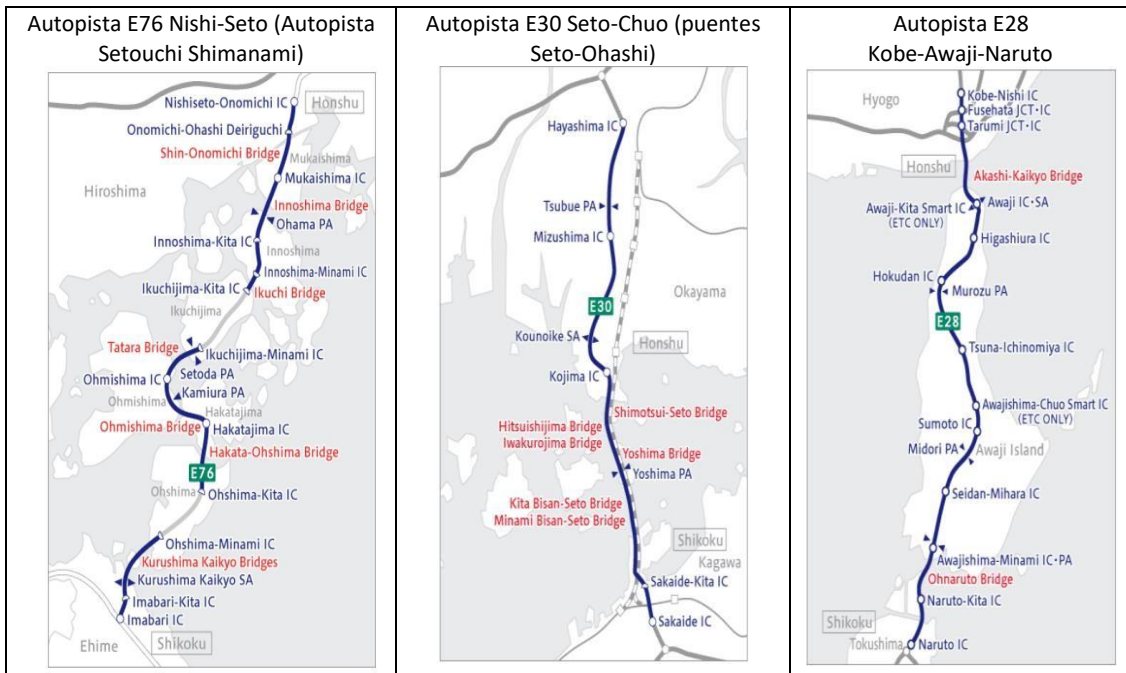 Autopista E76 Nishi-Seto (Autopista
Setouchi Shimanami)
Nishiseto-Onomichi IC
Honshu
Onomichi-Ohashi Deiriguchi
Shin-Onomichi Bridge
Mukaishima
Mukaishima IC
Hiroshima
Innoshima Bridge
Ohama PA
Innoshima-Kita IC
Innoshima
Innoshima-Minami IC
Ikuchijima-Kita IC
Ikuchi Bridge
Ikuchijima
Tatara Bridge
Ikuchijima-Minami IC
Setoda PA
Ohmishima IC
Kamiura PA
Ohmishima
Hakatajima
Ohmishima Bridge
Hakatajima IC
Hakata-Ohshima Bridge
E76
Ohshima
Ohshima-Kita IC
Ohshima-Minami IC
Kurushima Kaikyo Bridges
Kurushima Kaikyo SA
Imabari-Kita IC
Imabari IC
Ehime
Shikoku
Autopista E30 Seto-Chuo (puentes
Seto-Ohashi)
Hayashima IC
Tsubue PA
Mizushima IC
Okayama
E30
Kounoike SA
Honshu
Kojima IC
Shimotsui-Seto Bridge
Hitsuishijima Bridge
Iwakurojima Bridge
Yoshima Bridge
Yoshima PA
Kita Bisan-Seto Bridge
Minami Bisan-Seto Bridge
Shikoku
Kagawa
Sakaide-Kita IC
Sakaide IC
Autopista E28
Kobe-Awaji-Naruto
Kobe-Nishi IC
Hyogo
Fusehata JCT・IC
Tarumi JCT・IC
Honshu
Akashi-Kaikyo Bridge
Awaji-Kita Smart IC
(ETC ONLY)
Awaji IC・SA
Higashiura IC
Hokudan IC
Murozu PA
E28
Tsuna-Ichinomiya IC
Awajishima-Chuo Smart IC
(ETC ONLY)
Sumoto IC
Midori PA
Awaji Island
Seidan-Mihara IC
Awajishima-Minami IC・PA
Ohnaruto Bridge
Naruto-Kita IC
Shikoku
Tokushima
Naruto IC